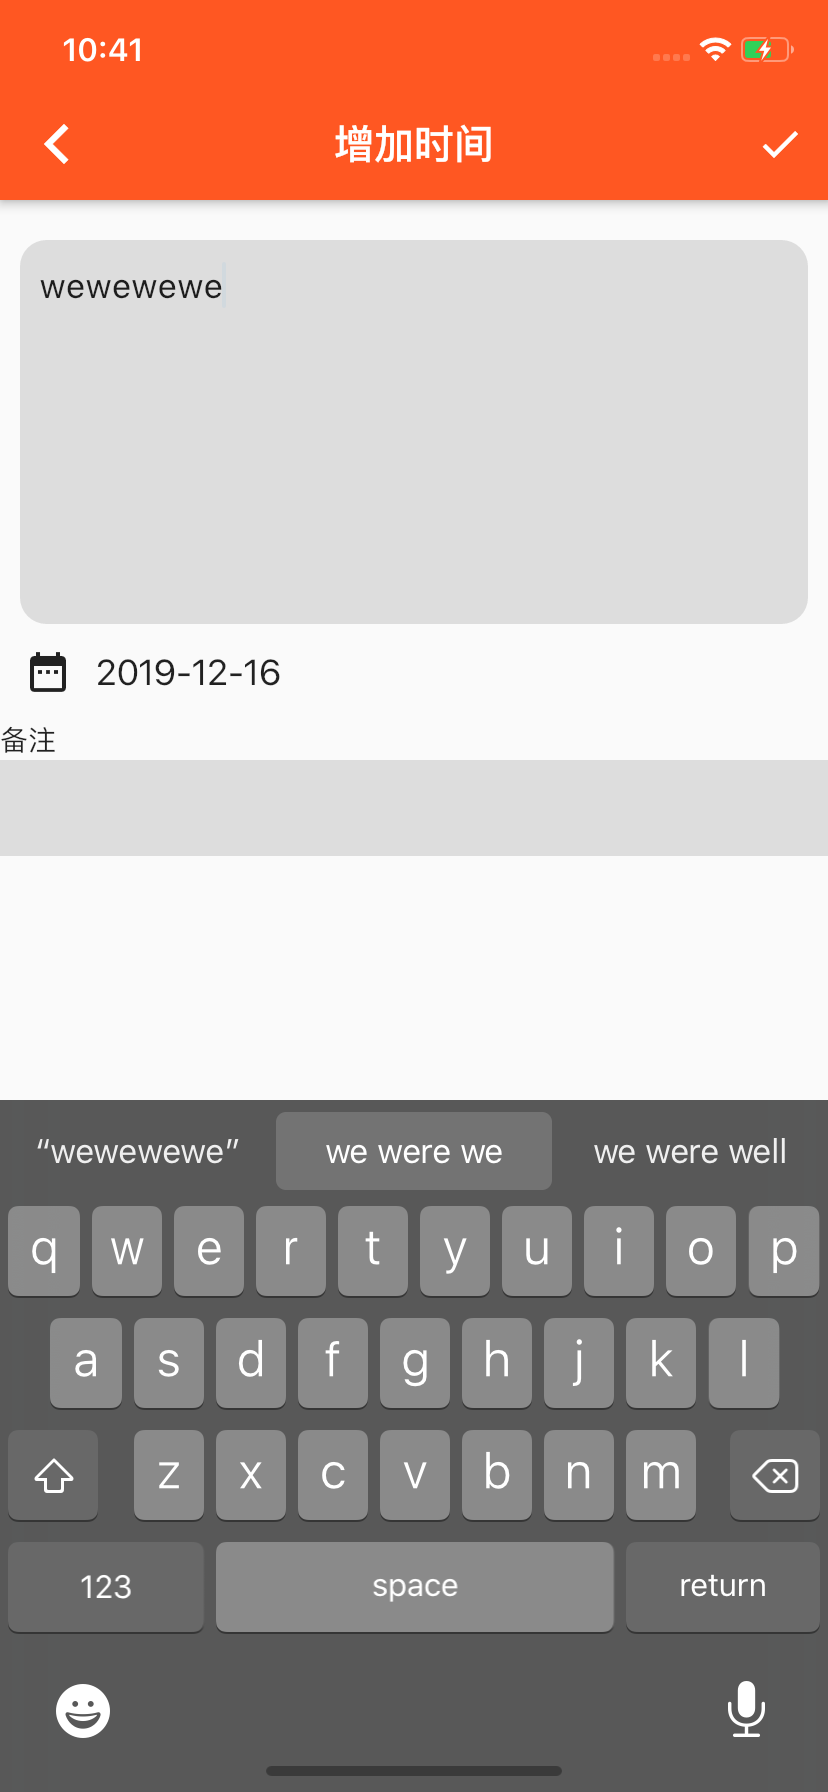 10:41
增加时间
wewewewe
2019-12-16
备注
“wewewewe” we were we we were well
q w e r t y u i o p
a s d f g h j k l
z x c v b n m
123 space return